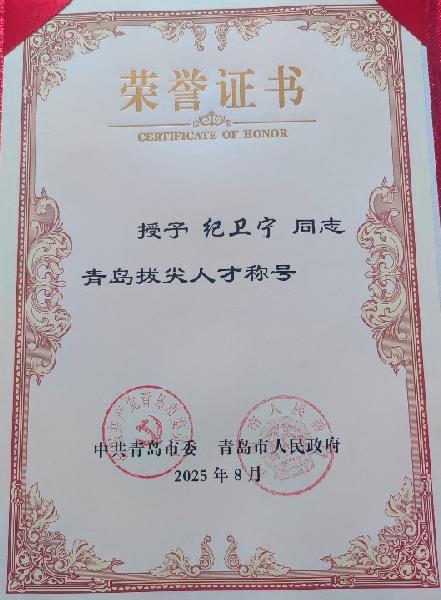 荣誉证书
CERTIFICATE OF HONOR
授予 纪卫宁 同志
青岛拔尖人才称号
中共青岛市委 青岛市人民政府
2025年8月